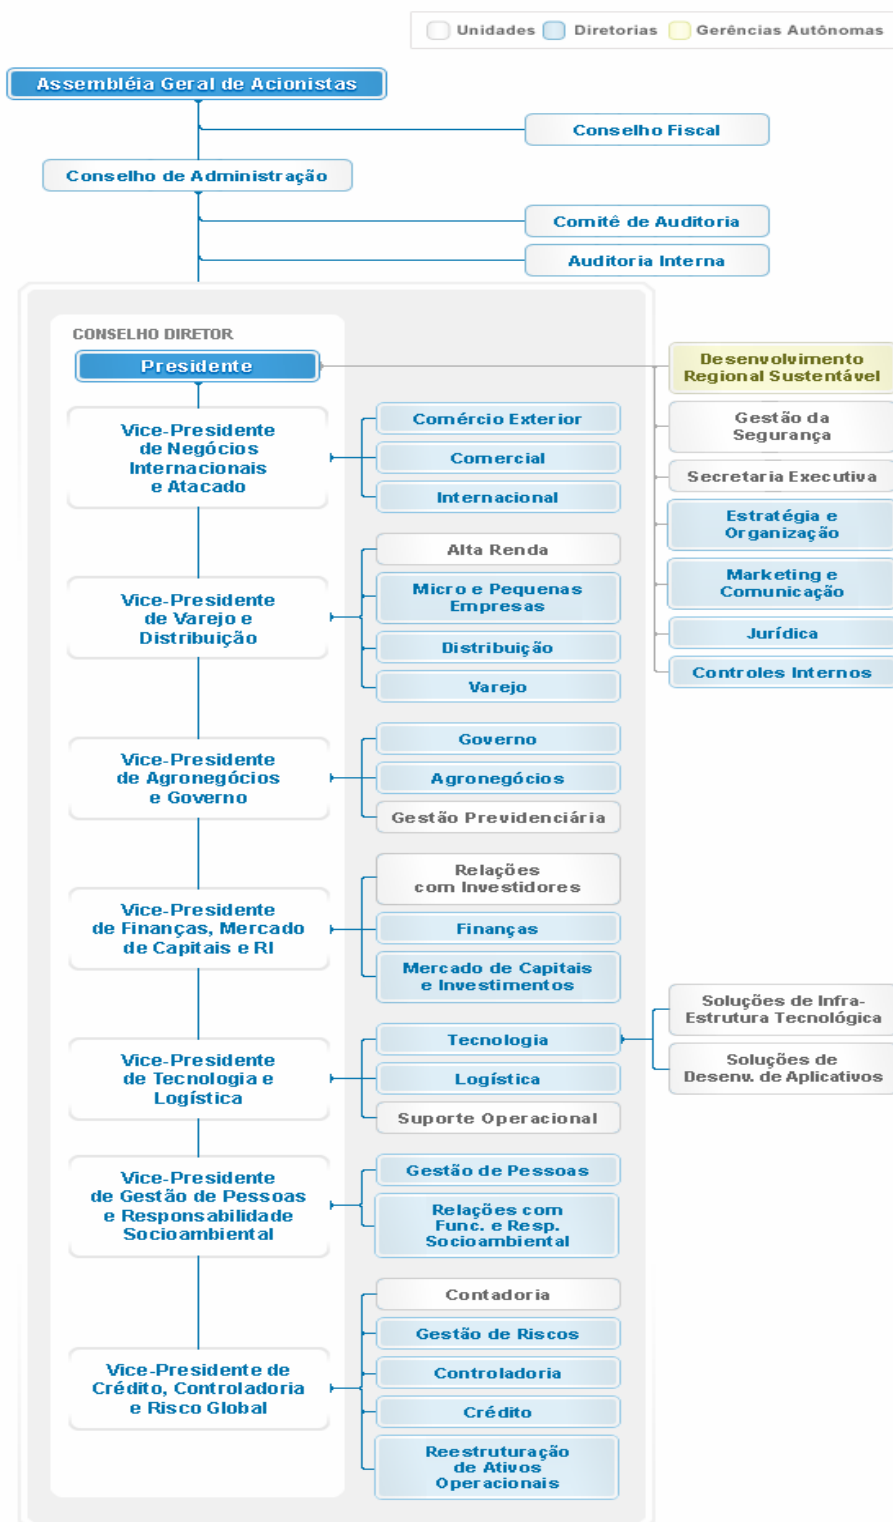 Unidades
Diretorias
Gerências Autônomas
Assembléia Geral de Acionistas
Conselho Fiscal
Conselho de Administração
Comitê de Auditoria
Auditoria Interna
CONSELHO DIRETOR
Presidente
Desenvolvimento
Regional Sustentável
Gestão da
Segurança
Secretaria Executiva
Estratégia e
Organização
Marketing e
Comunicação
Jurídica
Controles Internos
Vice-Presidente
de Negócios
Internacionais
e Atacado
Comércio Exterior
Comercial
Internacional
Vice-Presidente
de Varejo e
Distribuição
Alta Renda
Micro e Pequenas
Empresas
Distribuição
Varejo
Vice-Presidente
de Agronegócios
e Governo
Governo
Agronegócios
Gestão Previdenciária
Vice-Presidente
de Finanças, Mercado
de Capitais e RI
Relações
com Investidores
Finanças
Mercado de Capitais
e Investimentos
Vice-Presidente
de Tecnologia e
Logística
Tecnologia
Logística
Suporte Operacional
Soluções de Infra-
Estrutura Tecnológica
Soluções de
Desenv. de Aplicativos
Vice-Presidente
de Gestão de Pessoas
e Responsabilidade
Socioambiental
Gestão de Pessoas
Relações com
Func. e Resp.
Socioambiental
Vice-Presidente de
Crédito, Controladoria
e Risco Global
Contadoria
Gestão de Riscos
Controladoria
Crédito
Reestruturação
de Ativos
Operacionais